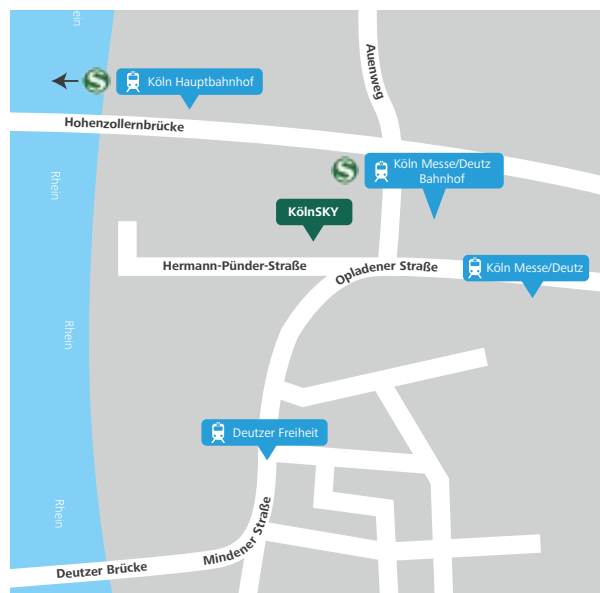 Rhein
Auenweg
S
Köln Hauptbahnhof
Hohenzollernbrücke
Köln Messe/Deutz
Bahnhof
S
Rhein
KölnSKY
Hermann-Pünder-Straße
Opladener Straße
Köln Messe/Deutz
Rhein
Deutzer Freiheit
Rhein
Mindener Straße
Deutzer Brücke